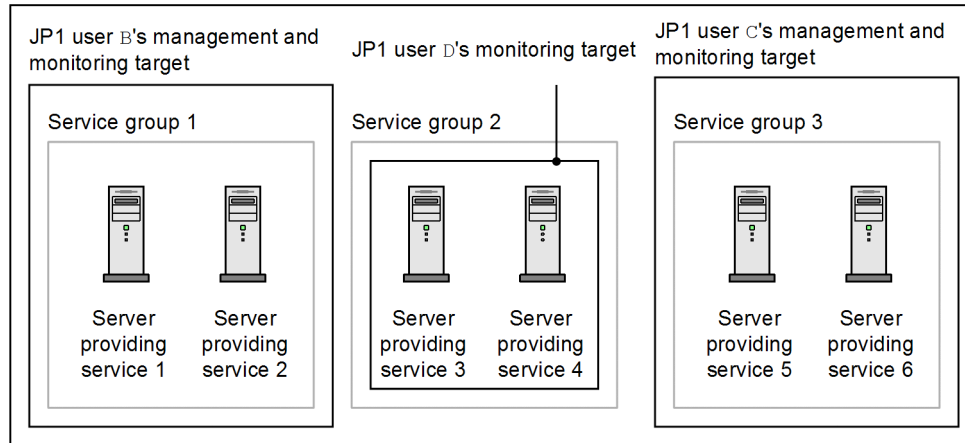 JP1 user B's management and
monitoring target
JP1 user D's monitoring target
JP1 user C's management and
monitoring target
Service group 1
Service group 2
Service group 3
Server
providing
service 1
Server
providing
service 2
Server
providing
service 3
Server
providing
service 4
Server
providing
service 5
Server
providing
service 6